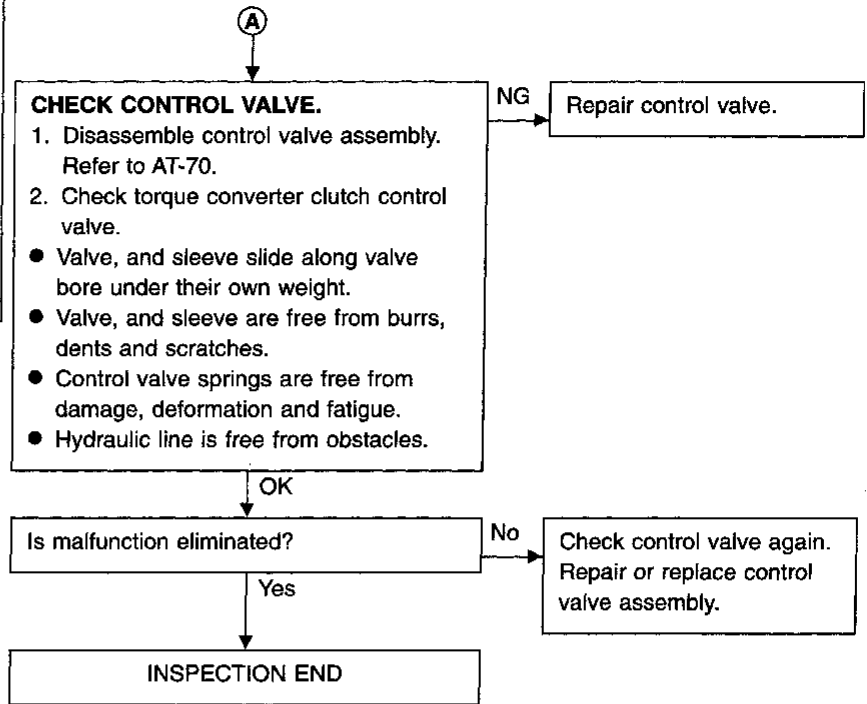 A
CHECK CONTROL VALVE.
1. Disassemble control valve assembly.
Refer to AT-70.
2. Check torque converter clutch control
valve.
● Valve, and sleeve slide along valve
bore under their own weight.
● Valve, and sleeve are free from burrs,
dents and scratches.
● Control valve springs are free from
damage, deformation and fatigue.
● Hydraulic line is free from obstacles.
NG
Repair control valve.
OK
Is malfunction eliminated?
No
Check control valve again.
Repair or replace control
valve assembly.
Yes
INSPECTION END